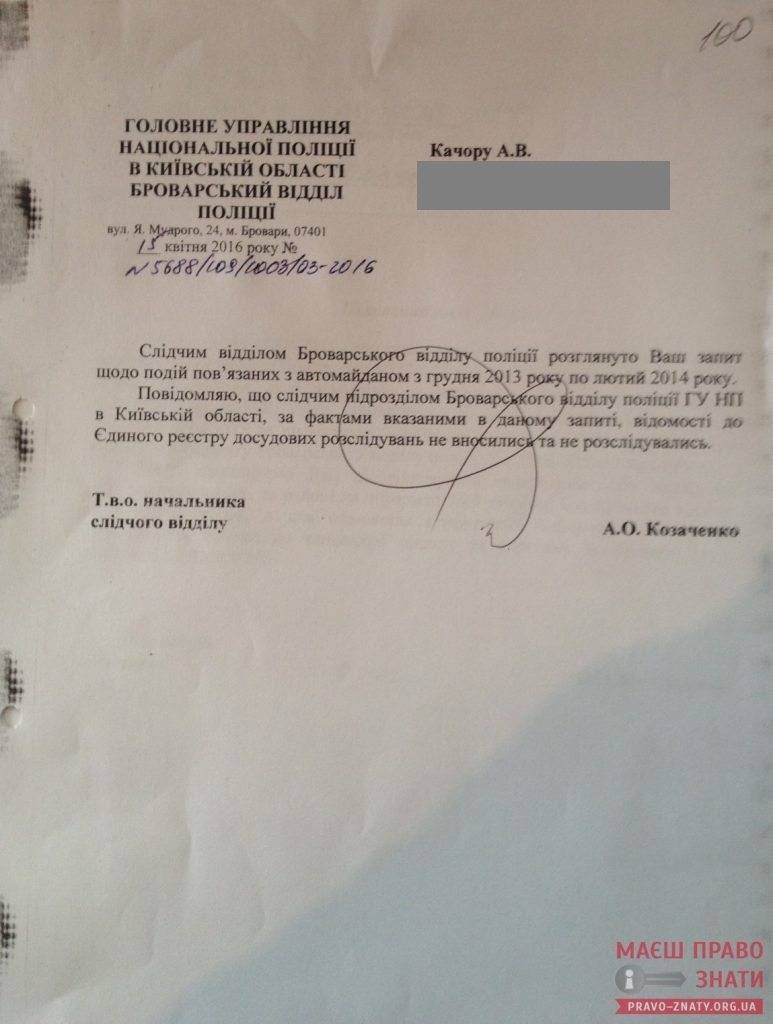 100
ГОЛОВНЕ УПРАВЛІННЯ
НАЦІОНАЛЬНОЇ ПОЛІЦІЇ
В КИЇВСЬКІЙ ОБЛАСТІ
БРОВАРСЬКИЙ ВІДДІЛ
ПОЛІЦІЇ
вул. Я. Мудрого, 24, м. Бровари, 07401
15 квітня 2016 року №
N5688/109/1003/03-2016
Качору А.В.
Слідчим відділом Броварського відділу поліції розглянуто Ваш запит
щодо подій пов'язаних з автомайданом з грудня 2013 року по лютий 2014 року.
Повідомляю, що слідчим підрозділом Броварського відділу поліції ГУ НП
в Київській області, за фактами вказаними в даному запиті, відомості до
Єдиного реєстру досудових розслідувань не вносились та не розслідувались.
Т.в.о. начальника
слідчого відділу
А.О. Козаченко
МАЄШ ПРАВО
ЗНАТИ
PRAVO-ZNATY.ORG.UA